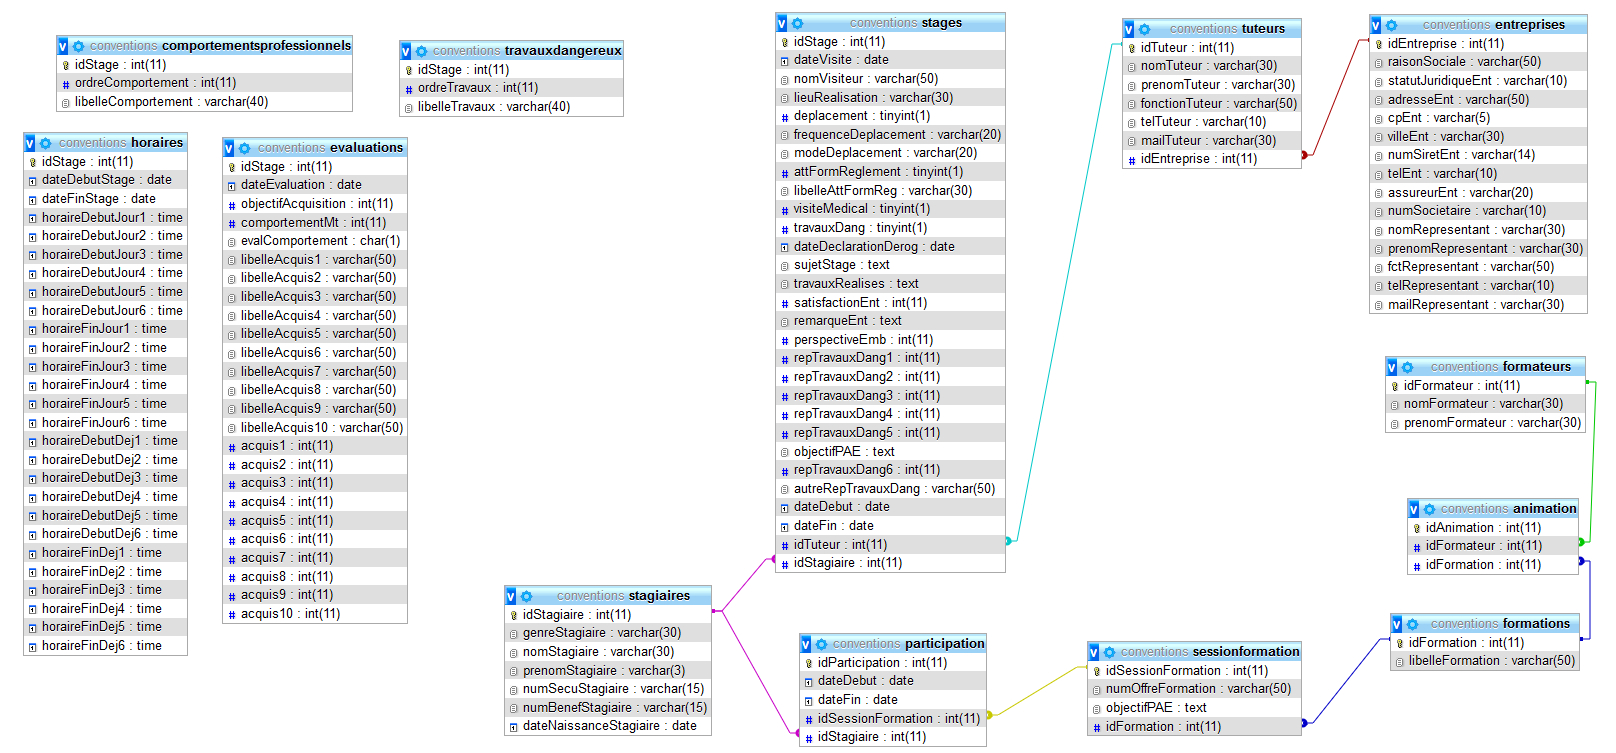 conventions comportementsprofessionnels
idStage : int(11)
ordreComportement : int(11)
libelleComportement : varchar(40)
conventions travauxdangereux
idStage : int(11)
ordreTravaux : int(11)
libelleTravaux : varchar(40)
conventions horaires
idStage : int(11)
dateDebutStage : date
dateFinStage : date
horaireDebutJour1 : time
horaireDebutJour2 : time
horaireDebutJour3 : time
horaireDebutJour4 : time
horaireDebutJour5 : time
horaireDebutJour6 : time
horaireFinJour1 : time
horaireFinJour2 : time
horaireFinJour3 : time
horaireFinJour4 : time
horaireFinJour5 : time
horaireFinJour6 : time
horaireDebutDej1 : time
horaireDebutDej2 : time
horaireDebutDej3 : time
horaireDebutDej4 : time
horaireDebutDej5 : time
horaireDebutDej6 : time
horaireFinDej1 : time
horaireFinDej2 : time
horaireFinDej3 : time
horaireFinDej4 : time
horaireFinDej5 : time
horaireFinDej6 : time
conventions evaluations
idStage : int(11)
dateEvaluation : date
objectifAcquisition : int(11)
comportementMt : int(11)
evalComportement : char(1)
libelleAcquis1 : varchar(50)
libelleAcquis2 : varchar(50)
libelleAcquis3 : varchar(50)
libelleAcquis4 : varchar(50)
libelleAcquis5 : varchar(50)
libelleAcquis6 : varchar(50)
libelleAcquis7 : varchar(50)
libelleAcquis8 : varchar(50)
libelleAcquis9 : varchar(50)
libelleAcquis10 : varchar(50)
acquis1 : int(11)
acquis2 : int(11)
acquis3 : int(11)
acquis4 : int(11)
acquis5 : int(11)
acquis6 : int(11)
acquis7 : int(11)
acquis8 : int(11)
acquis9 : int(11)
acquis10 : int(11)
conventions stages
idStage : int(11)
dateVisite : date
nomVisiteur : varchar(50)
lieuRealisation : varchar(30)
deplacement : tinyint(1)
frequenceDeplacement : varchar(20)
modeDeplacement : varchar(20)
attFormReglement : tinyint(1)
libelleAttFormReg : varchar(30)
visiteMedical : tinyint(1)
travauxDang : tinyint(1)
dateDeclarationDerog : date
sujetStage : text
travauxRealises : text
satisfactionEnt : int(11)
remarqueEnt : text
perspectiveEmb : int(11)
repTravauxDang1 : int(11)
repTravauxDang2 : int(11)
repTravauxDang3 : int(11)
repTravauxDang4 : int(11)
repTravauxDang5 : int(11)
objectifPAE : text
repTravauxDang6 : int(11)
autreRepTravauxDang : varchar(50)
dateDebut : date
dateFin : date
idTuteur : int(11)
idStagiaire : int(11)
conventions tuteurs
idTuteur : int(11)
nomTuteur : varchar(30)
prenomTuteur : varchar(30)
fonctionTuteur : varchar(50)
telTuteur : varchar(10)
mailTuteur : varchar(30)
idEntreprise : int(11)
conventions entreprises
idEntreprise : int(11)
raisonSociale : varchar(50)
statutJuridiqueEnt : varchar(10)
adresseEnt : varchar(50)
cpEnt : varchar(5)
villeEnt : varchar(30)
numSiretEnt : varchar(14)
telEnt : varchar(10)
assureurEnt : varchar(20)
numSocietaire : varchar(10)
nomRepresentant : varchar(30)
prenomRepresentant : varchar(30)
fctRepresentant : varchar(50)
telRepresentant : varchar(10)
mailRepresentant : varchar(30)
conventions formateurs
idFormateur : int(11)
nomFormateur : varchar(30)
prenomFormateur : varchar(30)
conventions animation
idAnimation : int(11)
idFormateur : int(11)
idFormation : int(11)
conventions stagiaires
idStagiaire : int(11)
genreStagiaire : varchar(30)
nomStagiaire : varchar(30)
prenomStagiaire : varchar(3)
numSecuStagiaire : varchar(15)
numBenefStagiaire : varchar(15)
dateNaissanceStagiaire : date
conventions participation
idParticipation : int(11)
dateDebut : date
dateFin : date
idSessionFormation : int(11)
idStagiaire : int(11)
conventions sessionformation
idSessionFormation : int(11)
numOffreFormation : varchar(50)
objectifPAE : text
idFormation : int(11)
conventions formations
idFormation : int(11)
libelleFormation : varchar(50)